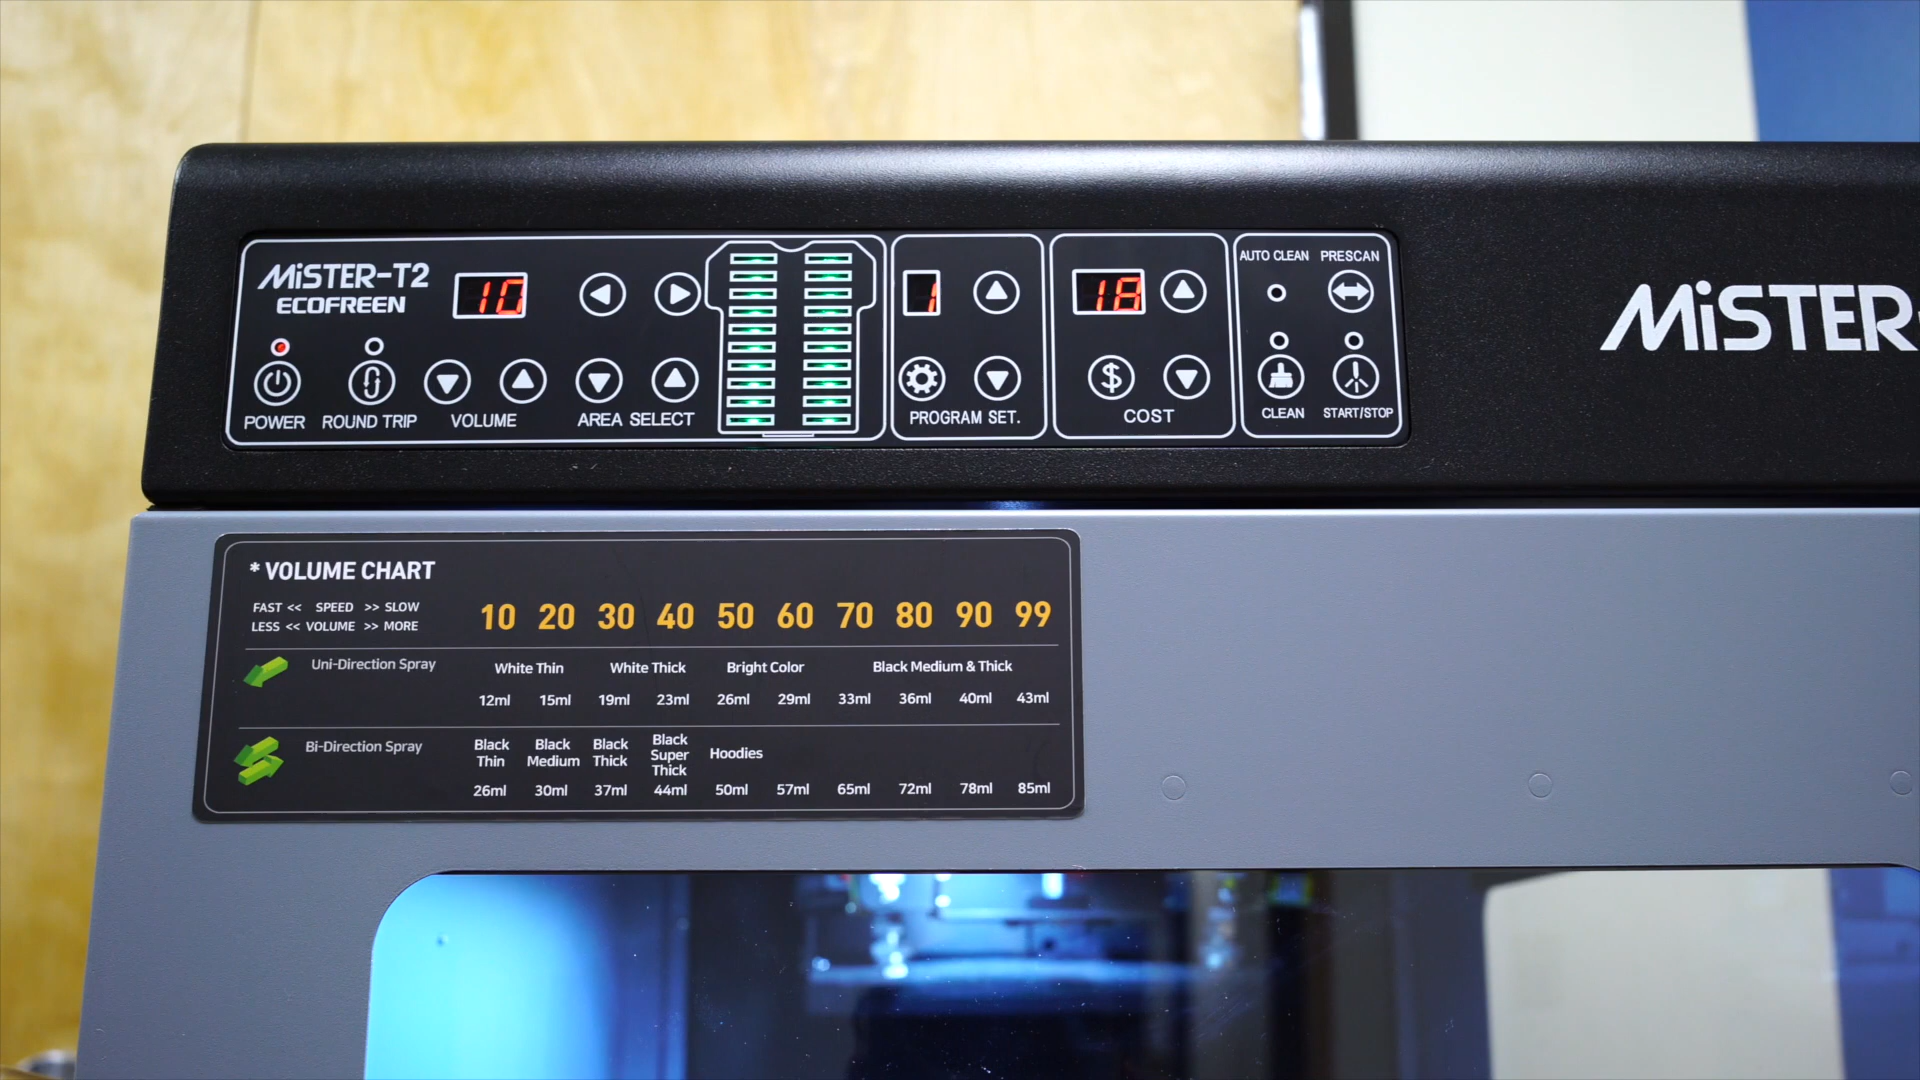 MiSTER-T2
ECOFREEN
10
POWER
ROUND TRIP
VOLUME
AREA SELECT
1
PROGRAM SET.
18
$
COST
AUTO CLEAN
PRESCAN
CLEAN
START/STOP
MiSTER
* VOLUME CHART
FAST << SPEED >> SLOW
LESS << VOLUME >> MORE
10 20 30 40 50 60 70 80 90 99
Uni-Direction Spray
White Thin White Thick Bright Color Black Medium & Thick
12ml 15ml 19ml 23ml 26ml 29ml 33ml 36ml 40ml 43ml
Bi-Direction Spray
Black Thin
Black Medium
Black Thick
Black Super Thick
Hoodies
26ml 30ml 37ml 44ml 50ml 57ml 65ml 72ml 78ml 85ml